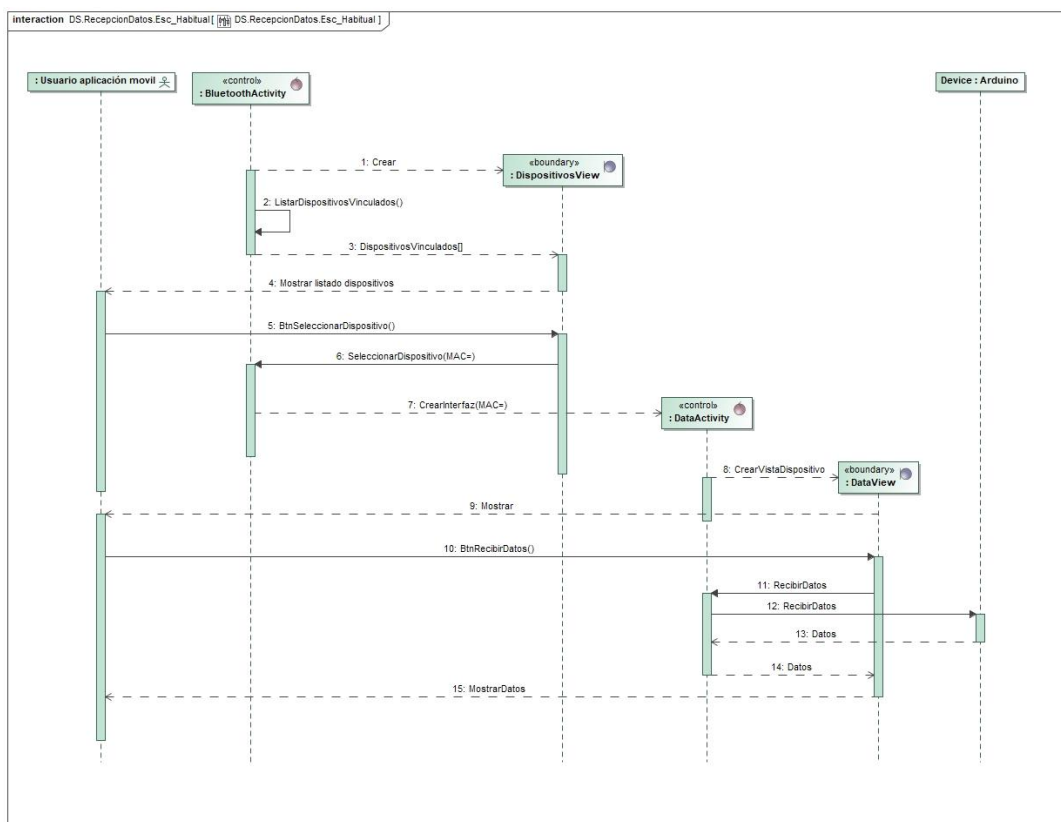 interaction DS.RecepcionDatos.Esc_Habitual[ DS.RecepcionDatos.Esc_Habitual ]
: Usuario aplicación movil
«control»
: BluetoothActivity
Device : Arduino
1: Crear
«boundary»
: DispositivosView
2: ListarDispositivosVinculados()
3: DispositivosVinculados[]
4: Mostrar listado dispositivos
5: BtnSeleccionarDispositivo()
6: SeleccionarDispositivo(MAC=)
7: CrearInterfaz(MAC=)
«control»
: DataActivity
8: CrearVistaDispositivo
«boundary»
: DataView
9: Mostrar
10: BtnRecibirDatos()
11: RecibirDatos
12: RecibirDatos
13: Datos
14: Datos
15: MostrarDatos